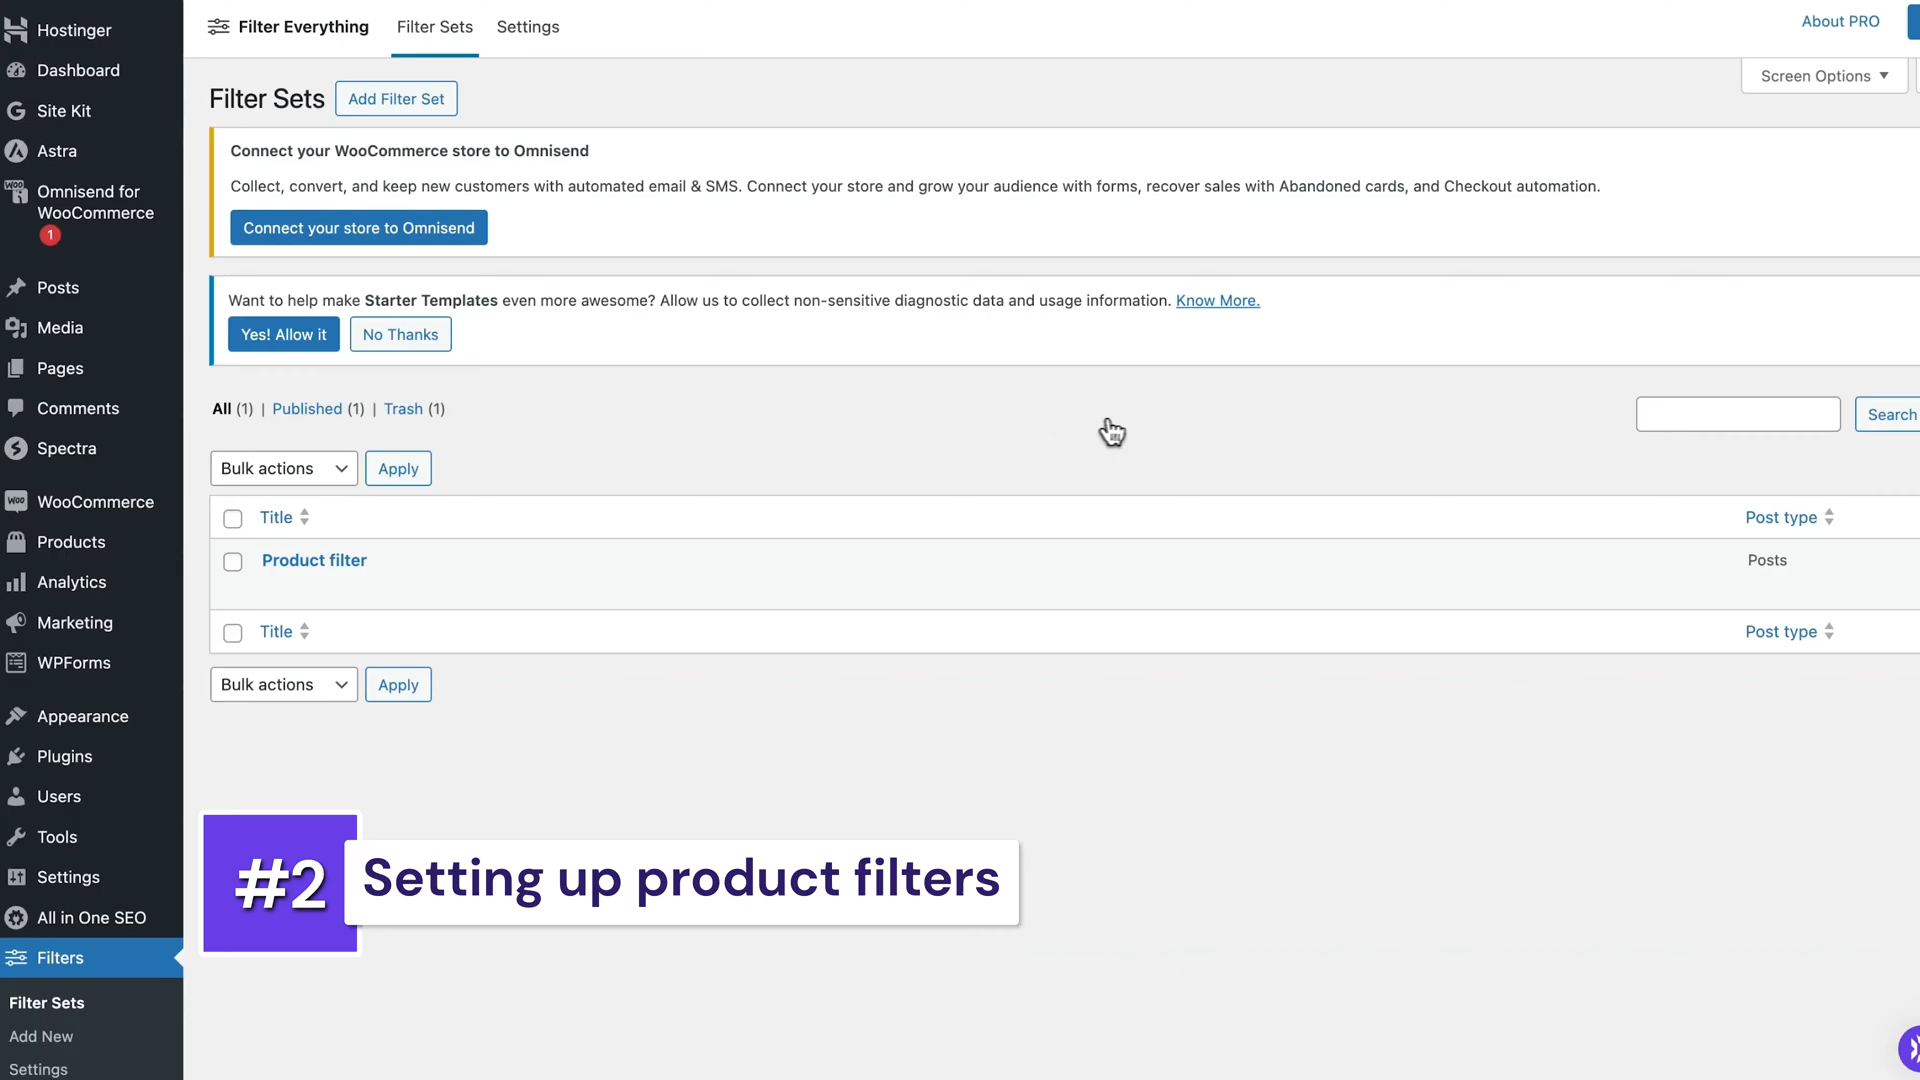 Hostinger
Dashboard
Site Kit
Astra
Omnisend for
WooCommerce
1
Posts
Media
Pages
Comments
Spectra
WooCommerce
Products
Analytics
Marketing
WPForms
Appearance
Plugins
Users
Tools
Settings
All in One SEO
Filters
Filter Sets
Add New
Settings
Filter Everything Filter Sets Settings
About PRO
Screen Options
Filter Sets Add Filter Set
Connect your WooCommerce store to Omnisend
Collect, convert, and keep new customers with automated email & SMS. Connect your store and grow your audience with forms, recover sales with Abandoned cards, and Checkout automation.
Connect your store to Omnisend
Want to help make Starter Templates even more awesome? Allow us to collect non-sensitive diagnostic data and usage information. Know More.
Yes! Allow it No Thanks
All (1) | Published (1) | Trash (1)
Search
Bulk actions Apply
Title Post type
Product filter Posts
Title Post type
Bulk actions Apply
#2 Setting up product filters